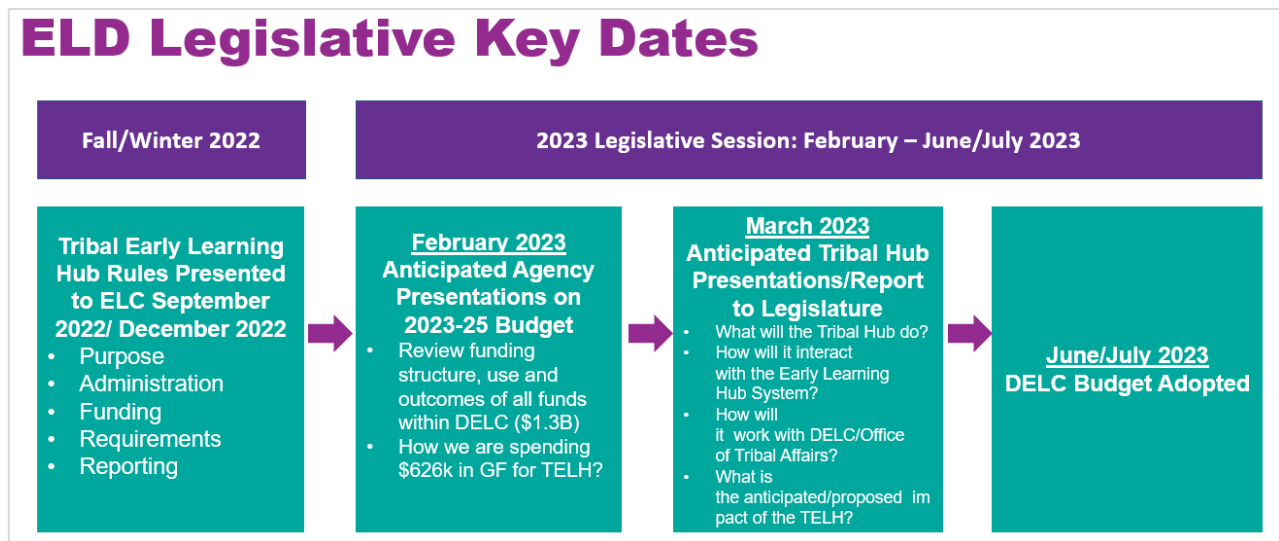 ELD Legislative Key Dates
Fall/Winter 2022
2023 Legislative Session: February – June/July 2023
Tribal Early Learning
Hub Rules Presented
to ELC September
2022/ December 2022
• Purpose
• Administration
• Funding
• Requirements
• Reporting
February 2023
Anticipated Agency
Presentations on
2023-25 Budget
• Review funding
structure, use and
outcomes of all funds
within DELC ($1.3B)
• How we are spending
$626k in GF for TELH?
March 2023
Anticipated Tribal Hub
Presentations/Report
to Legislature
• What will the Tribal Hub do?
• How will it interact
with the Early Learning
Hub System?
• How will
it  work with DELC/Office
of Tribal Affairs?
• What is
the anticipated/proposed  im
pact of the TELH?
June/July 2023
DELC Budget Adopted